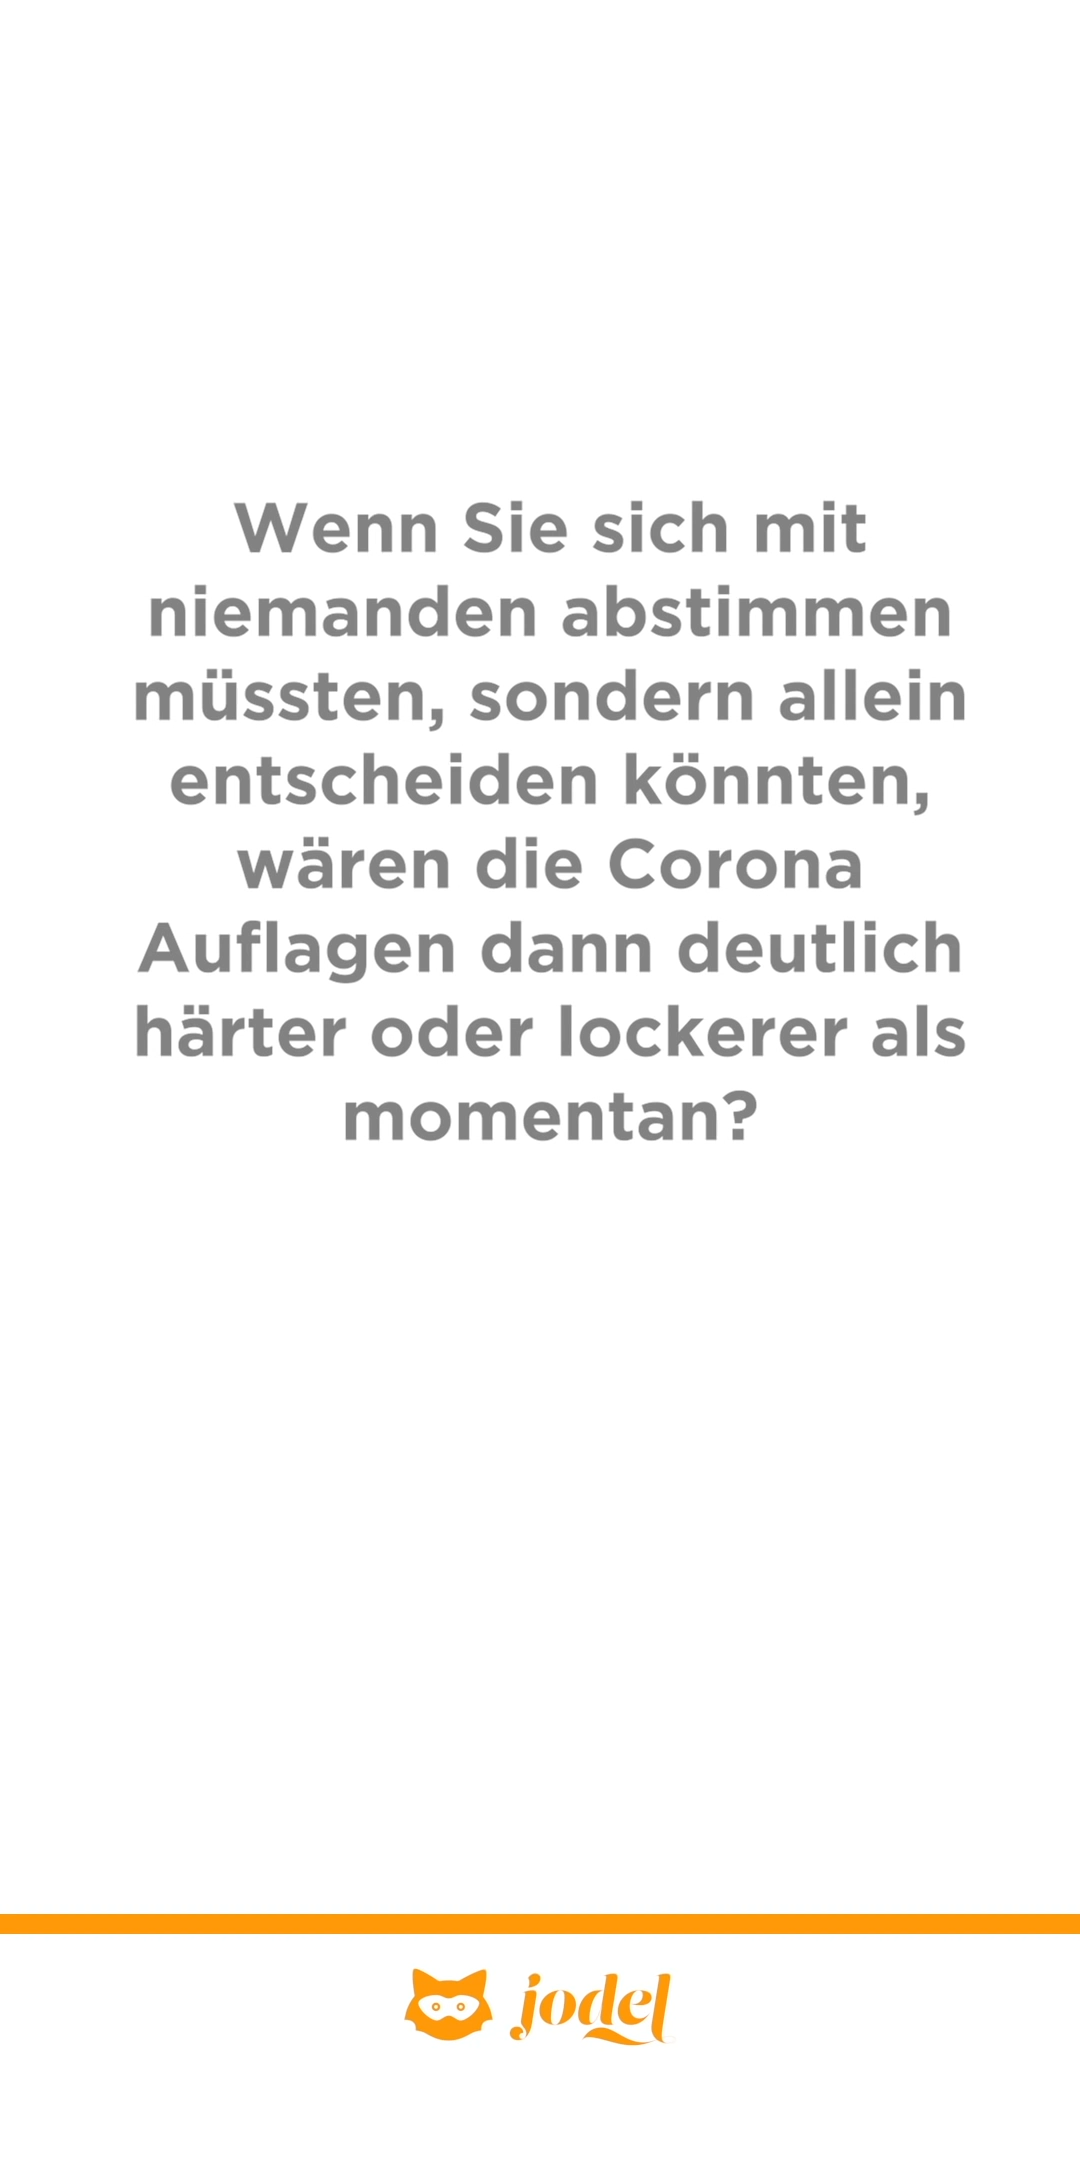 Wenn Sie sich mit
niemanden abstimmen
müssten, sondern allein
entscheiden könnten,
wären die Corona
Auflagen dann deutlich
härter oder lockerer als
momentan?
jodel